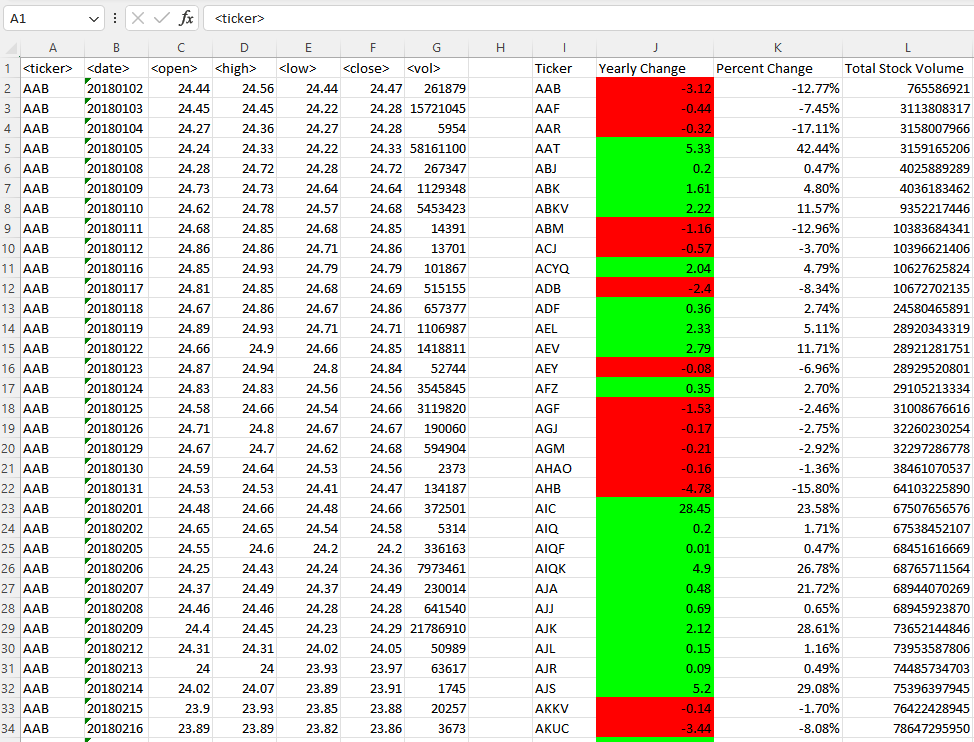 A1 fx <ticker>
A B C D E F G H I J K L
1 <ticker> <date> <open> <high> <low> <close> <vol> Ticker Yearly Change Percent Change Total Stock Volume
2 AAB 20180102 24.44 24.56 24.44 24.47 261879 AAB -3.12 -12.77% 765586921
3 AAB 20180103 24.45 24.45 24.22 24.28 15721045 AAF -0.44 -7.45% 3113808317
4 AAB 20180104 24.27 24.36 24.27 24.28 5954 AAR -0.32 -17.11% 3158007966
5 AAB 20180105 24.24 24.33 24.22 24.33 58161100 AAT 5.33 42.44% 3159165206
6 AAB 20180108 24.28 24.72 24.28 24.72 267347 ABJ 0.2 0.47% 4025889289
7 AAB 20180109 24.73 24.73 24.64 24.64 1129348 ABK 1.61 4.80% 4036183462
8 AAB 20180110 24.62 24.78 24.57 24.68 5453423 ABKV 2.22 11.57% 9352217446
9 AAB 20180111 24.68 24.85 24.68 24.85 14391 ABM -1.16 -12.96% 10383684341
10 AAB 20180112 24.86 24.86 24.71 24.86 13701 ACJ -0.57 -3.70% 10396621406
11 AAB 20180116 24.85 24.93 24.79 24.79 101867 ACYQ 2.04 4.79% 10627625824
12 AAB 20180117 24.81 24.85 24.68 24.69 515155 ADB -2.4 -8.34% 10672702135
13 AAB 20180118 24.67 24.86 24.67 24.86 657377 ADF 0.36 2.74% 24580465891
14 AAB 20180119 24.89 24.93 24.71 24.71 1106987 AEL 2.33 5.11% 28920343319
15 AAB 20180122 24.66 24.9 24.66 24.85 1418811 AEV 2.79 11.71% 28921281751
16 AAB 20180123 24.87 24.94 24.8 24.84 52744 AEY -0.08 -6.96% 28929520801
17 AAB 20180124 24.83 24.83 24.56 24.56 3545845 AFZ 0.35 2.70% 29105213334
18 AAB 20180125 24.58 24.66 24.54 24.66 3119820 AGF -1.53 -2.46% 31008676616
19 AAB 20180126 24.71 24.8 24.67 24.67 190060 AGJ -0.17 -2.75% 32260230254
20 AAB 20180129 24.67 24.7 24.62 24.68 594904 AGM -0.21 -2.92% 32297286778
21 AAB 20180130 24.59 24.64 24.53 24.56 2373 AHAO -0.16 -1.36% 38461070537
22 AAB 20180131 24.53 24.53 24.41 24.47 134187 AHB -4.78 -15.80% 64103225890
23 AAB 20180201 24.48 24.66 24.48 24.66 372501 AIC 28.45 23.58% 67507656576
24 AAB 20180202 24.65 24.65 24.54 24.58 5314 AIQ 0.2 1.71% 67538452107
25 AAB 20180205 24.55 24.6 24.2 24.2 336163 AIQF 0.01 0.47% 68451616669
26 AAB 20180206 24.25 24.43 24.24 24.36 7973461 AIQK 4.9 26.78% 68765711564
27 AAB 20180207 24.37 24.49 24.37 24.49 230014 AJA 0.48 21.72% 68944070269
28 AAB 20180208 24.46 24.46 24.28 24.28 641540 AJJ 0.69 0.65% 68945923870
29 AAB 20180209 24.4 24.45 24.23 24.29 21786910 AJK 2.12 28.61% 73652144846
30 AAB 20180212 24.31 24.31 24.02 24.05 50989 AJL 0.15 1.16% 73953587806
31 AAB 20180213 24 24 23.93 23.97 63617 AJR 0.09 0.49% 74485734703
32 AAB 20180214 24.02 24.07 23.89 23.91 1745 AJS 5.2 29.08% 75396397945
33 AAB 20180215 23.9 23.93 23.85 23.88 20257 AKKV -0.14 -1.70% 76422428945
34 AAB 20180216 23.89 23.89 23.82 23.86 3673 AKUC -3.44 -8.08% 78647295950